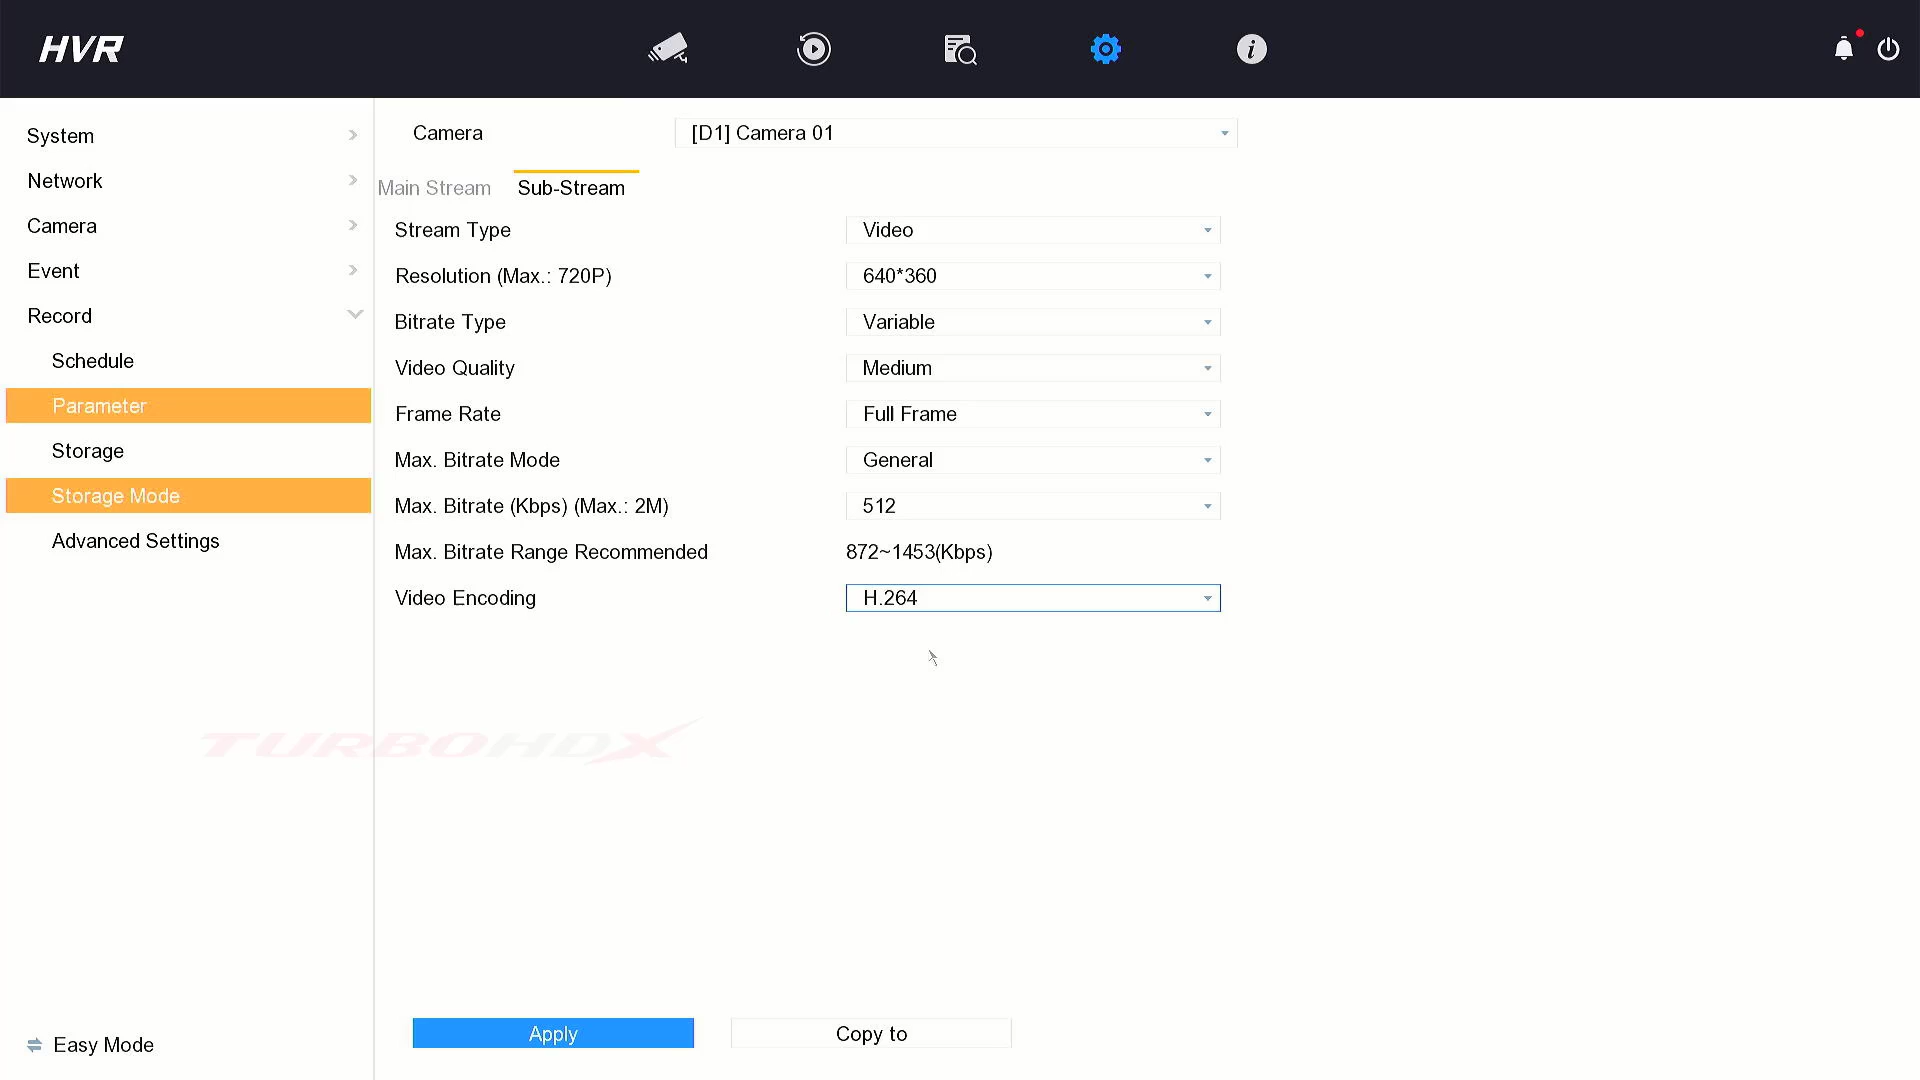 HVR
System
Network
Camera
Event
Record
Schedule
Parameter
Storage
Storage Mode
Advanced Settings
Easy Mode
Camera [D1] Camera 01
Main Stream Sub-Stream
Stream Type Video
Resolution (Max.: 720P) 640*360
Bitrate Type Variable
Video Quality Medium
Frame Rate Full Frame
Max. Bitrate Mode General
Max. Bitrate (Kbps) (Max.: 2M) 512
Max. Bitrate Range Recommended 872~1453(Kbps)
Video Encoding H.264
TURBOHDX
Apply Copy to